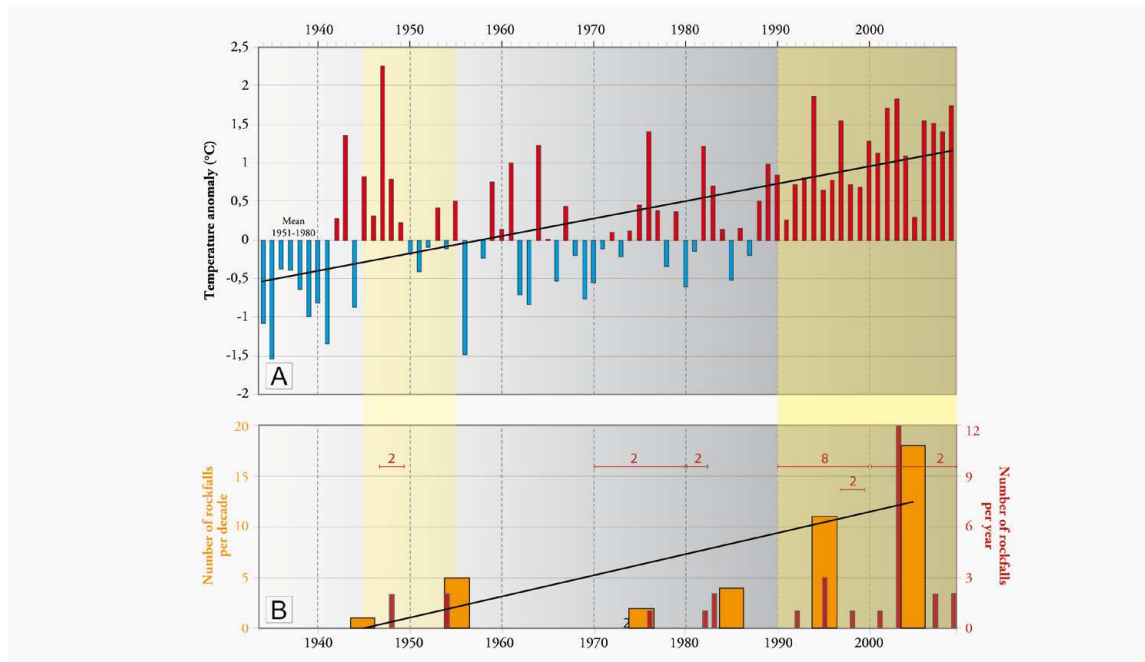 1940 1950 1960 1970 1980 1990 2000
2,5
2
1,5
1
0,5
0
-0,5
-1
-1,5
-2
Temperature anomaly (°C)
Mean
1951-1980
A
20
15
10
5
0
Number of rockfalls
per decade
2 2 2 8 2
2
2
12
9
6
3
0
Number of rockfalls
per year
B
1940 1950 1960 1970 1980 1990 2000